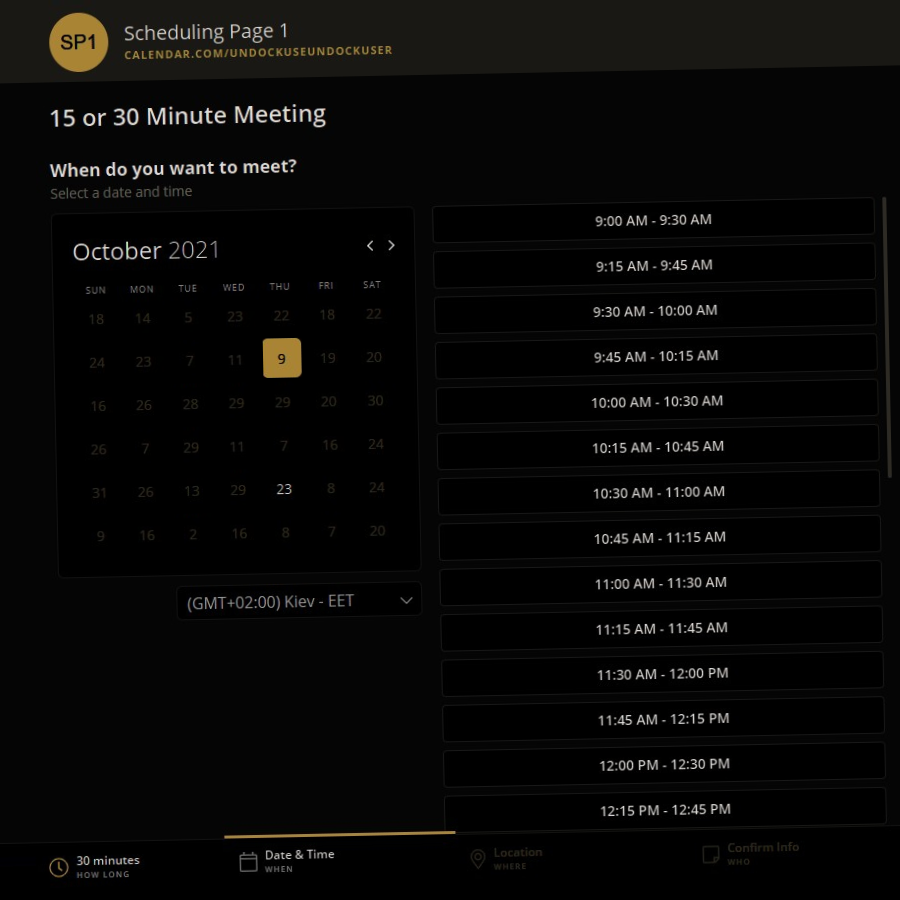 SP1
Scheduling Page 1
CALENDAR.COM/UNDOCKUSEUNDOCKUSER
15 or 30 Minute Meeting
When do you want to meet?
Select a date and time
October 2021
SUN MON TUE WED THU FRI SAT
18 14 5 23 22 18 22
24 23 7 11 9 19 20
16 26 28 29 29 20 30
26 7 29 11 7 16 24
31 26 13 29 23 8 24
9 16 2 16 8 7 20
(GMT+02:00) Kiev - EET
9:00 AM - 9:30 AM
9:15 AM - 9:45 AM
9:30 AM - 10:00 AM
9:45 AM - 10:15 AM
10:00 AM - 10:30 AM
10:15 AM - 10:45 AM
10:30 AM - 11:00 AM
10:45 AM - 11:15 AM
11:00 AM - 11:30 AM
11:15 AM - 11:45 AM
11:30 AM - 12:00 PM
11:45 AM - 12:15 PM
12:00 PM - 12:30 PM
12:15 PM - 12:45 PM
30 minutes
HOW LONG
Date & Time
WHEN
Location
WHERE
Confirm Info
WHO